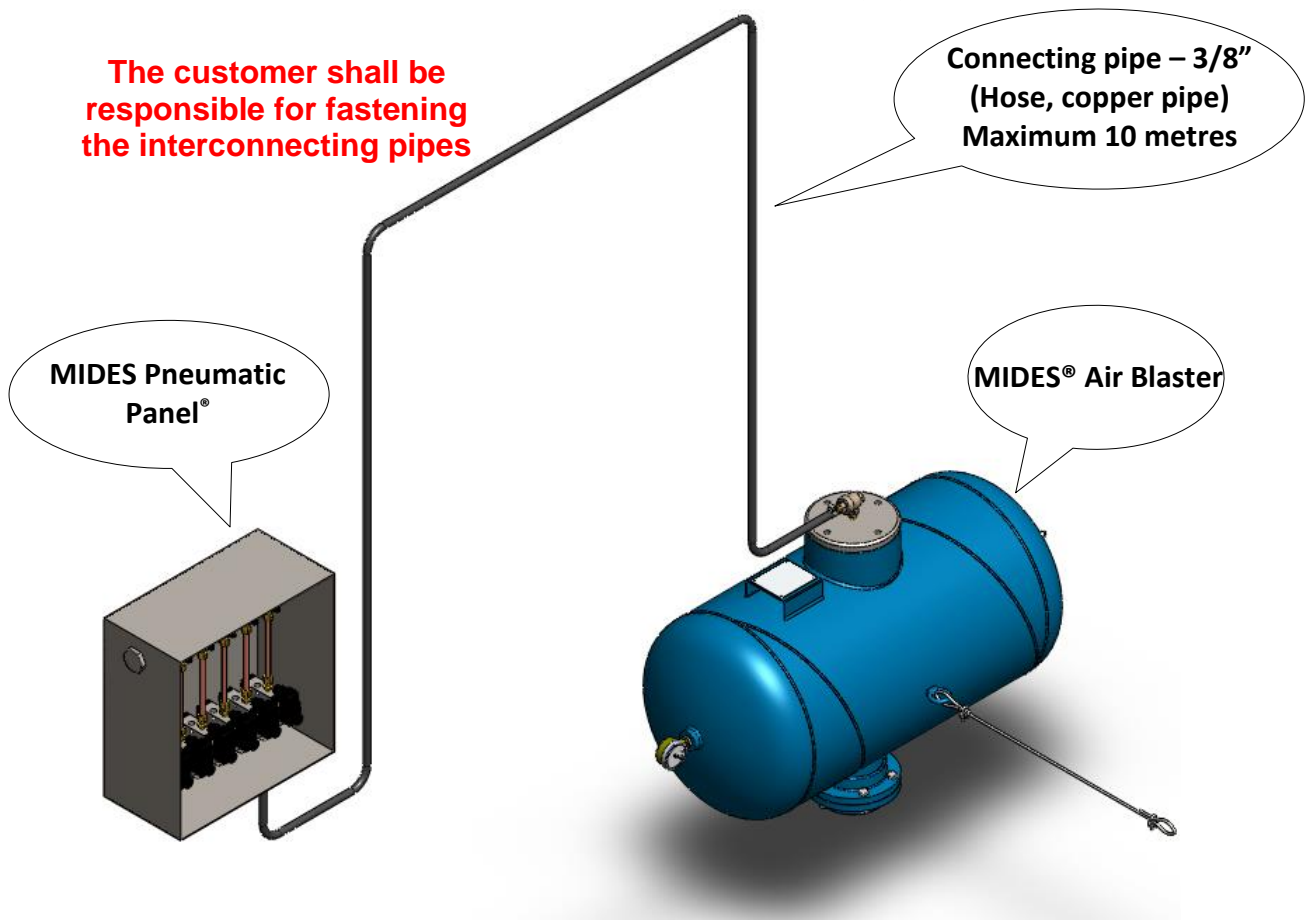 The customer shall be
responsible for fastening
the interconnecting pipes
Connecting pipe – 3/8”
(Hose, copper pipe)
Maximum 10 metres
MIDES Pneumatic
Panel®
MIDES® Air Blaster